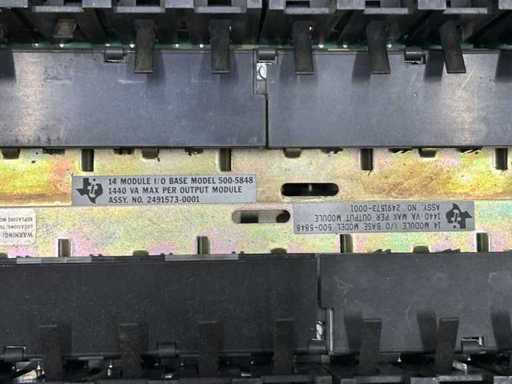 14 MODULE I/O BASE MODEL 500-5848
1440 VA MAX PER OUTPUT MODULE
ASSY. NO. 2491573-0001
14 MODULE I/O BASE MODEL 500-5848
1440 VA MAX PER OUTPUT MODULE
ASSY. NO. 2491573-0001
WARNING: